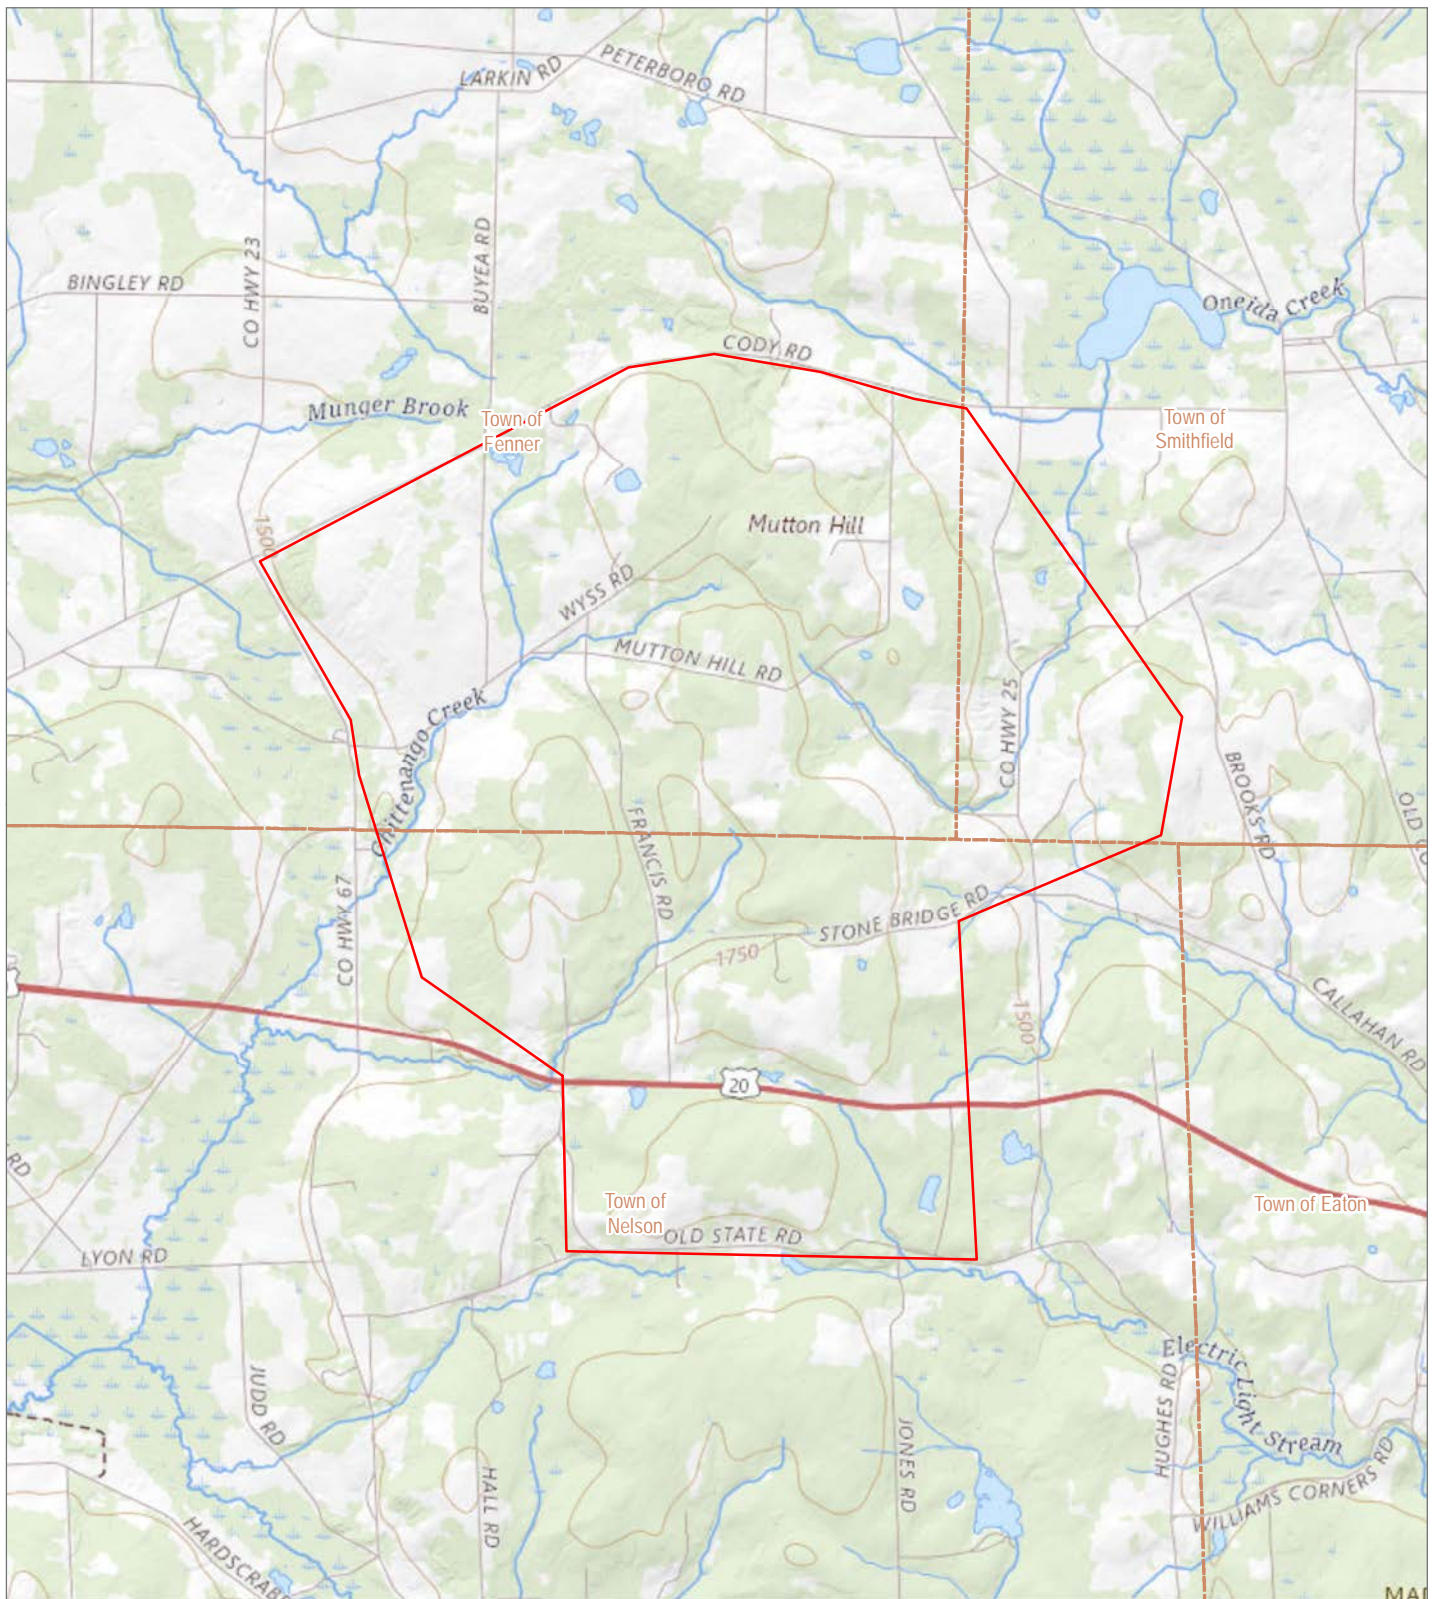 LARKIN RD
PETERBORO RD
CO HWY 23
BUYEA RD
BINGLEY RD
Oneida Creek
CODY RD
Munger Brook
Town of
Fenner
Town of
Smithfield
150
Mutton Hill
WYSS RD
MUTTON HILL RD
CO HWY 25
Chittenango Creek
BROOKS RD
FRANCIS RD
CO HWY 67
STONE BRIDGE RD
1750
1500
CALLAHAN RD
20
RD
Town of
Nelson
Town of Eaton
OLD STATE RD
LYON RD
Electric Light Stream
JUDD RD
HUGHES RD
JONES RD
HALL RD
WILLIAMS CORNERS RD